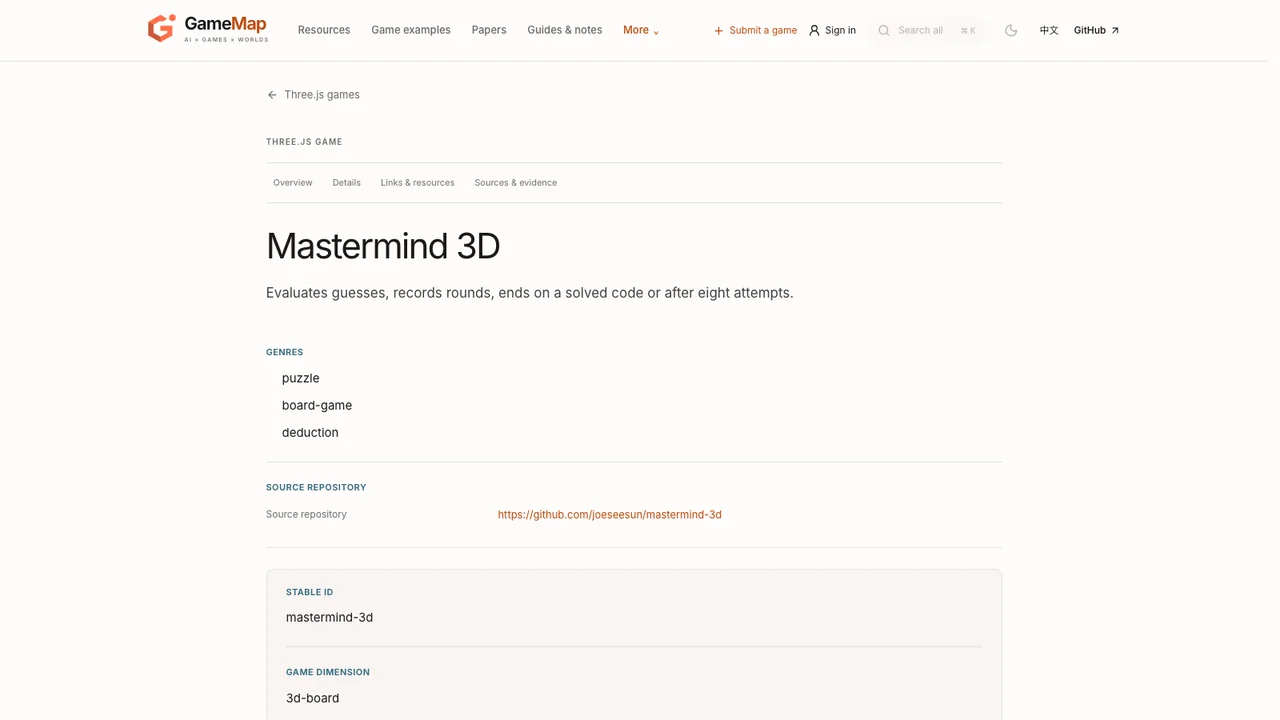 GameMap
AI × GAMES × WORLDS
Resources
Game examples
Papers
Guides & notes
More
+ Submit a game
Sign in
Search all
⌘ K
中文
GitHub ↗
← Three.js games
THREE.JS GAME
Overview
Details
Links & resources
Sources & evidence
Mastermind 3D
Evaluates guesses, records rounds, ends on a solved code or after eight attempts.
GENRES
puzzle
board-game
deduction
SOURCE REPOSITORY
Source repository
https://github.com/joeseesun/mastermind-3d
STABLE ID
mastermind-3d
GAME DIMENSION
3d-board